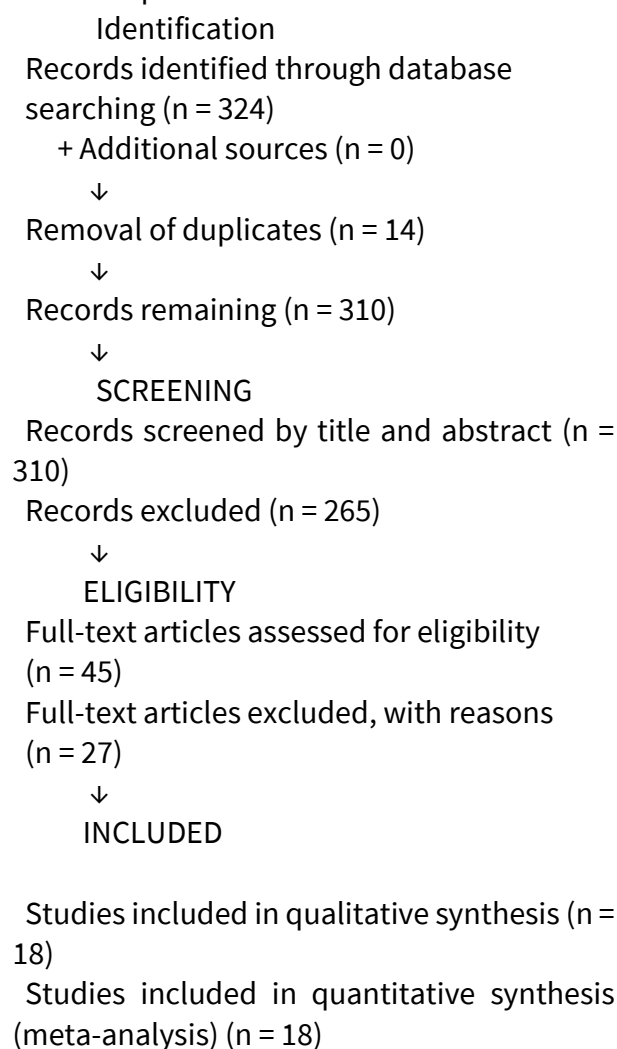 Identification
Records identified through database
searching (n = 324)
+ Additional sources (n = 0)
↓
Removal of duplicates (n = 14)
↓
Records remaining (n = 310)
↓
SCREENING
Records screened by title and abstract (n =
310)
Records excluded (n = 265)
↓
ELIGIBILITY
Full-text articles assessed for eligibility
(n = 45)
Full-text articles excluded, with reasons
(n = 27)
↓
INCLUDED
Studies included in qualitative synthesis (n =
18)
Studies included in quantitative synthesis
(meta-analysis) (n = 18)